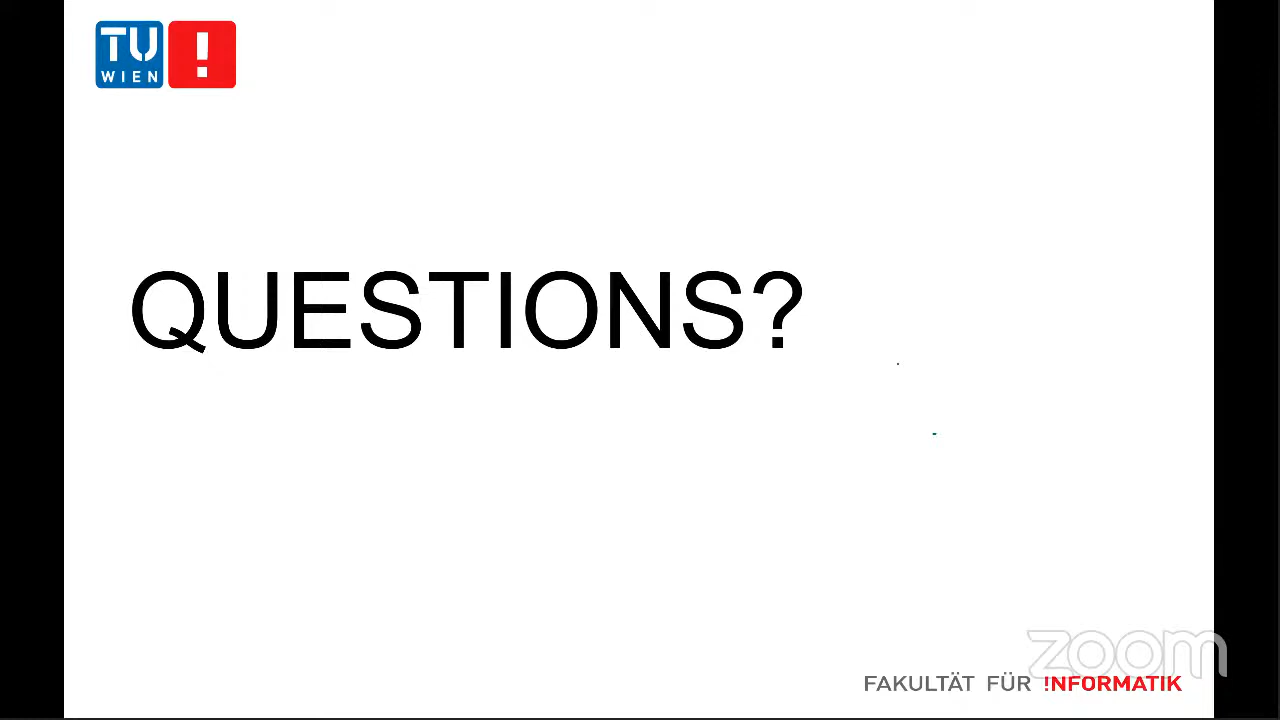 TU
WIEN
!
QUESTIONS?
zoom
FAKULTÄT FÜR !NFORMATIK